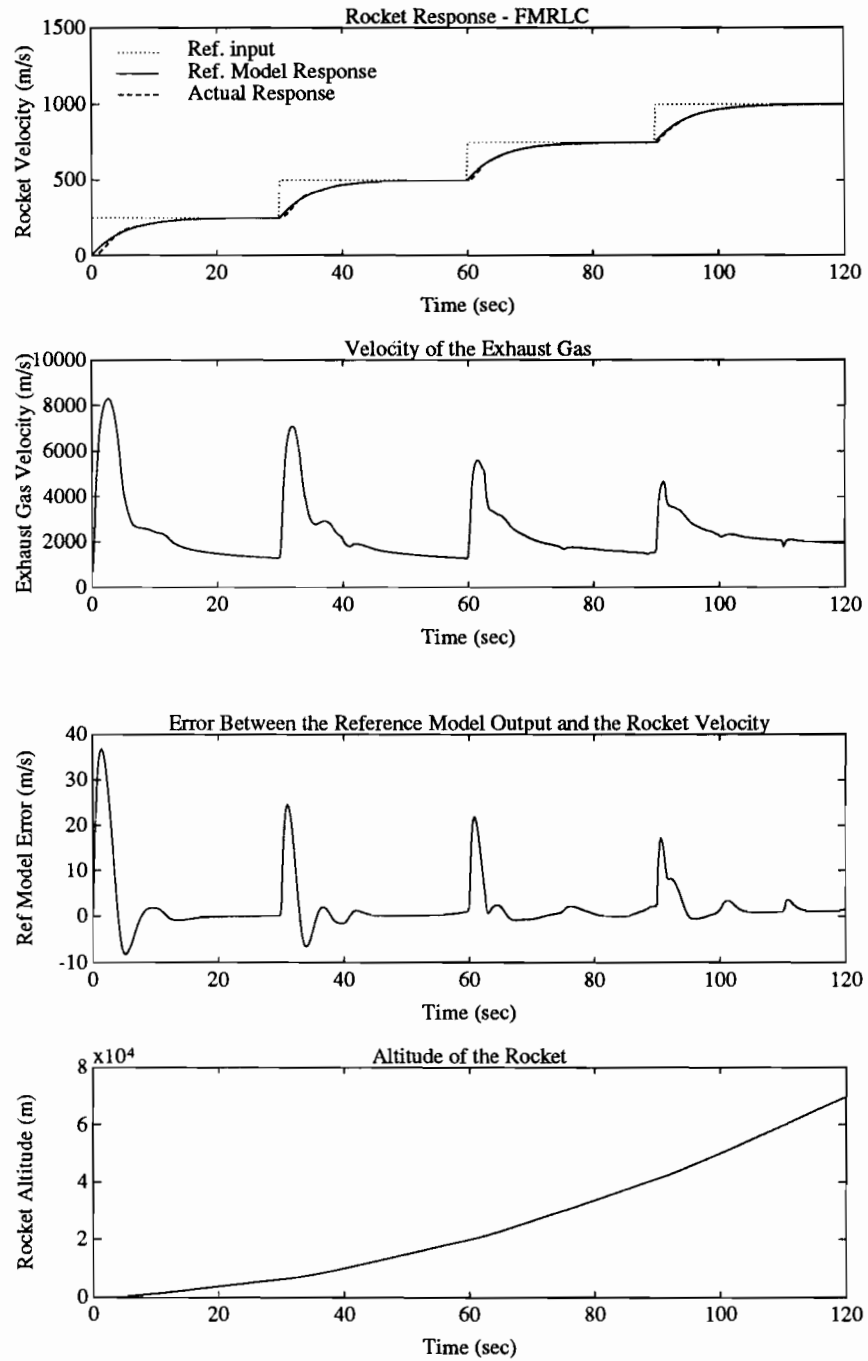 Rocket Response - FMRLC
1500
1000
500
0
Rocket Velocity (m/s)
Ref. input
Ref. Model Response
Actual Response
0 20 40 60 80 100 120
Time (sec)
Velocity of the Exhaust Gas
10000
8000
6000
4000
2000
0
Exhaust Gas Velocity (m/s)
0 20 40 60 80 100 120
Time (sec)
Error Between the Reference Model Output and the Rocket Velocity
40
30
20
10
0
-10
Ref Model Error (m/s)
0 20 40 60 80 100 120
Time (sec)
x10⁴ Altitude of the Rocket
8
6
4
2
0
Rocket Altitude (m)
0 20 40 60 80 100 120
Time (sec)